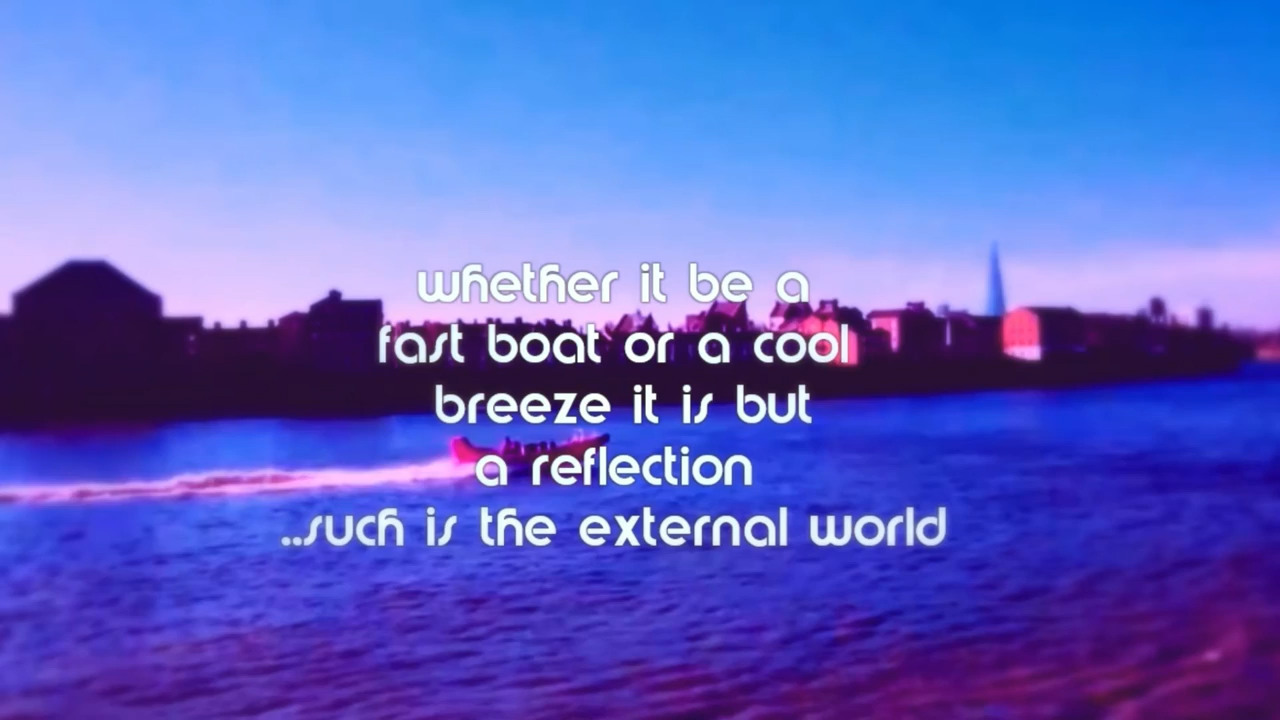 whether it be a
fast boat or a cool
breeze it is but
a reflection
..such is the external world